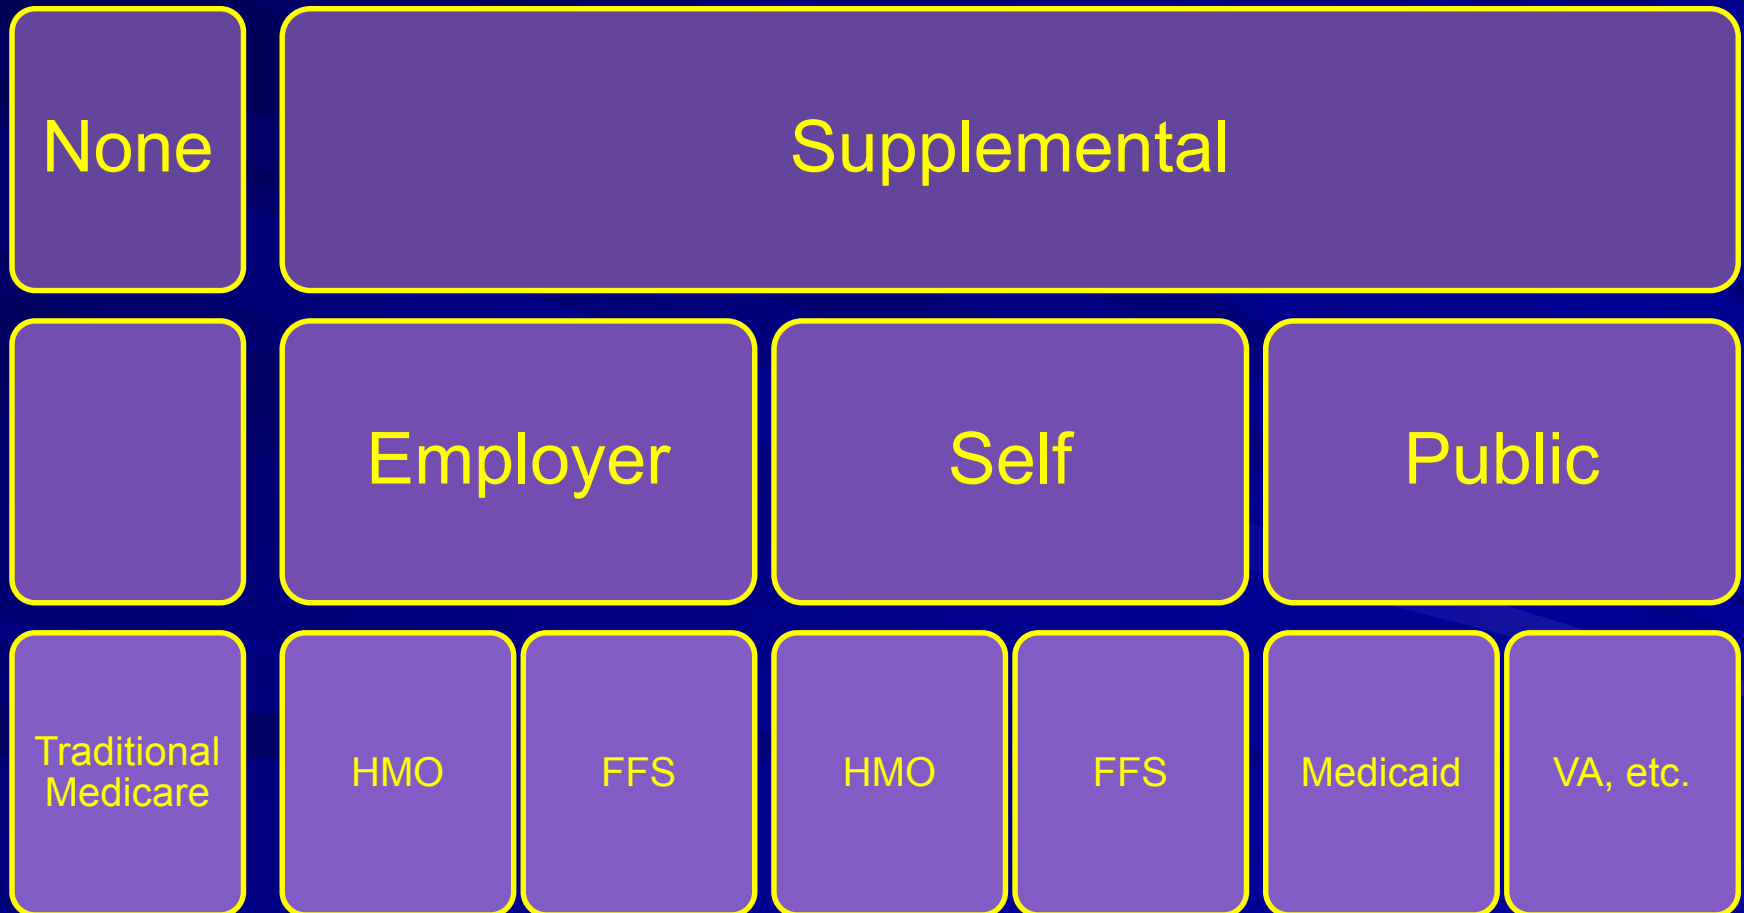 None
Supplemental
Employer
Self
Public
Traditional
Medicare
HMO
FFS
HMO
FFS
Medicaid
VA, etc.